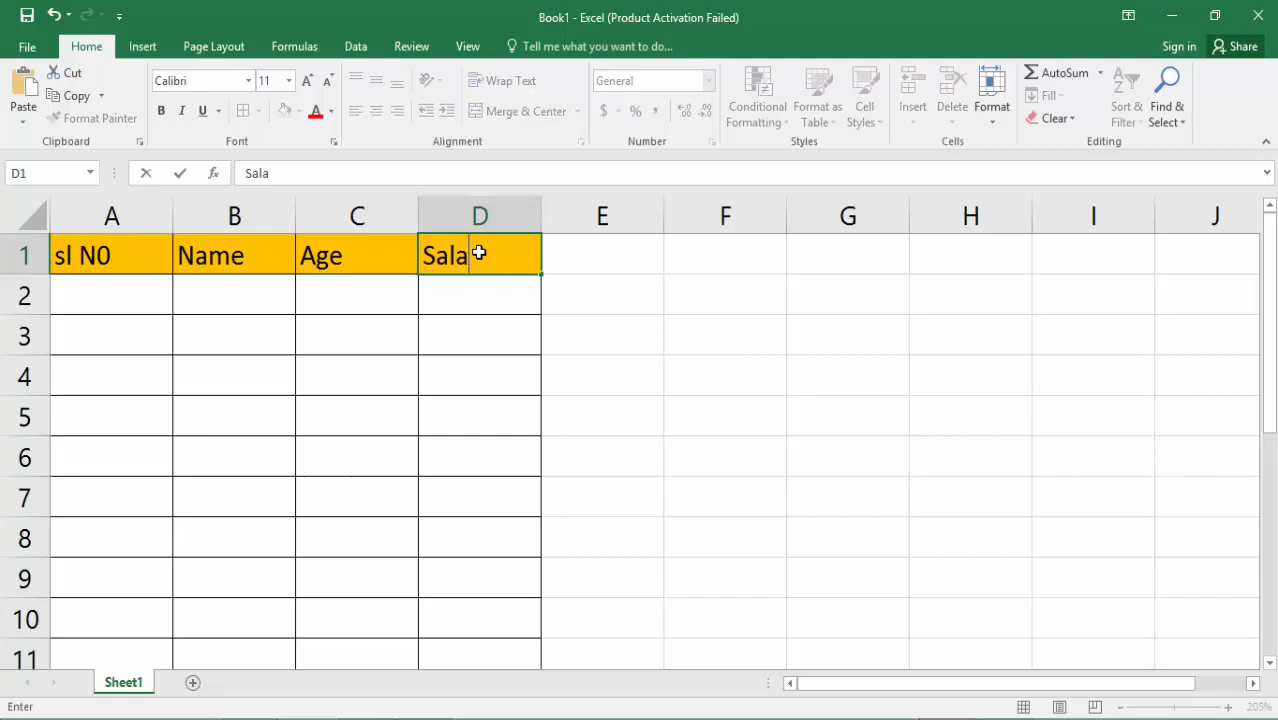 Book1 - Excel (Product Activation Failed)
File Home Insert Page Layout Formulas Data Review View Tell me what you want to do... Sign in Share
Paste Cut Copy Format Painter Clipboard
Calibri 11 A A B I U A Font
Wrap Text Merge & Center Alignment
General $ % , .00 .0 Number
Conditional Formatting Format as Table Cell Styles Styles
Insert Delete Format Cells
AutoSum Fill Clear Sort & Filter Find & Select Editing
D1 fx Sala
A B C D E F G H I J
1 sl N0 Name Age Sala
2
3
4
5
6
7
8
9
10
11
Sheet1
Enter 205%